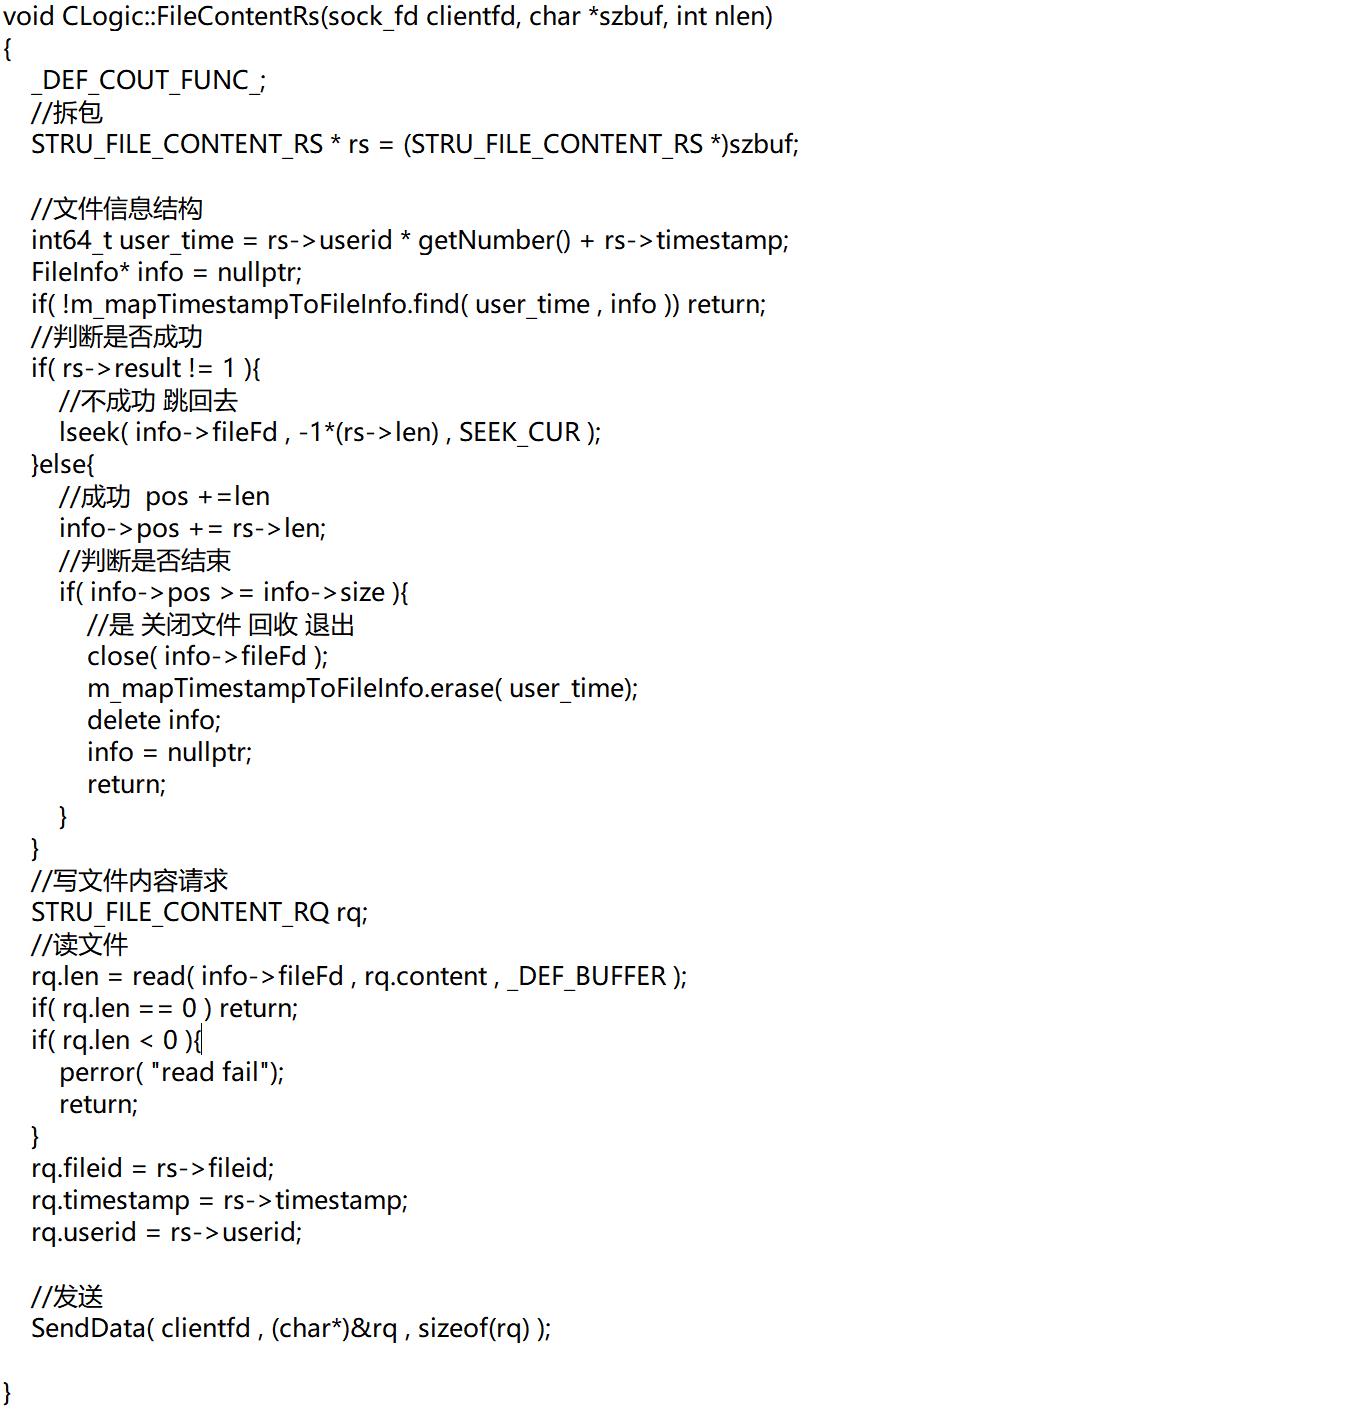 void CLogic::FileContentRs(sock_fd clientfd, char *szbuf, int nlen)
{
_DEF_COUT_FUNC_;
//拆包
STRU_FILE_CONTENT_RS * rs = (STRU_FILE_CONTENT_RS *)szbuf;
//文件信息结构
int64_t user_time = rs->userid * getNumber() + rs->timestamp;
FileInfo* info = nullptr;
if( !m_mapTimestampToFileInfo.find( user_time , info )) return;
//判断是否成功
if( rs->result != 1 ){
//不成功 跳回去
lseek( info->fileFd , -1*(rs->len) , SEEK_CUR );
}else{
//成功  pos +=len
info->pos += rs->len;
//判断是否结束
if( info->pos >= info->size ){
//是 关闭文件 回收 退出
close( info->fileFd );
m_mapTimestampToFileInfo.erase( user_time);
delete info;
info = nullptr;
return;
}
}
//写文件内容请求
STRU_FILE_CONTENT_RQ rq;
//读文件
rq.len = read( info->fileFd , rq.content , _DEF_BUFFER );
if( rq.len == 0 ) return;
if( rq.len < 0 ){
perror( "read fail");
return;
}
rq.fileid = rs->fileid;
rq.timestamp = rs->timestamp;
rq.userid = rs->userid;
//发送
SendData( clientfd , (char*)&rq , sizeof(rq) );
}